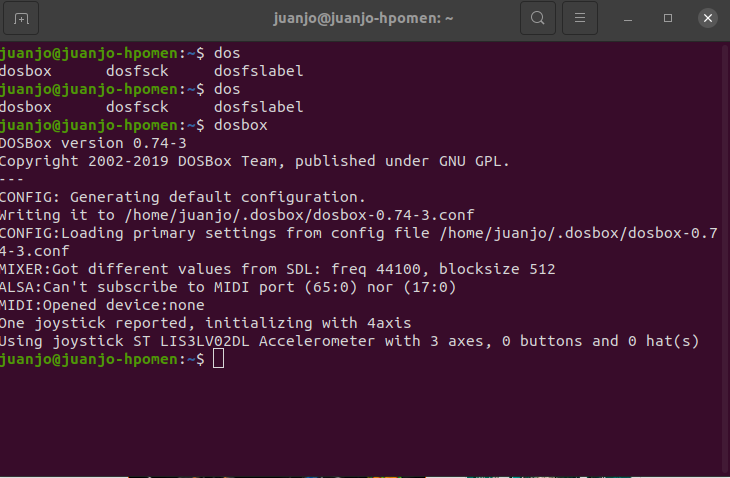 juanjo@juanjo-hpomen: ~
juanjo@juanjo-hpomen:~$ dos
dosbox      dosfsck     dosfslabel
juanjo@juanjo-hpomen:~$ dos
dosbox      dosfsck     dosfslabel
juanjo@juanjo-hpomen:~$ dosbox
DOSBox version 0.74-3
Copyright 2002-2019 DOSBox Team, published under GNU GPL.
---
CONFIG: Generating default configuration.
Writing it to /home/juanjo/.dosbox/dosbox-0.74-3.conf
CONFIG:Loading primary settings from config file /home/juanjo/.dosbox/dosbox-0.7
4-3.conf
MIXER:Got different values from SDL: freq 44100, blocksize 512
ALSA:Can't subscribe to MIDI port (65:0) nor (17:0)
MIDI:Opened device:none
One joystick reported, initializing with 4axis
Using joystick ST LIS3LV02DL Accelerometer with 3 axes, 0 buttons and 0 hat(s)
juanjo@juanjo-hpomen:~$